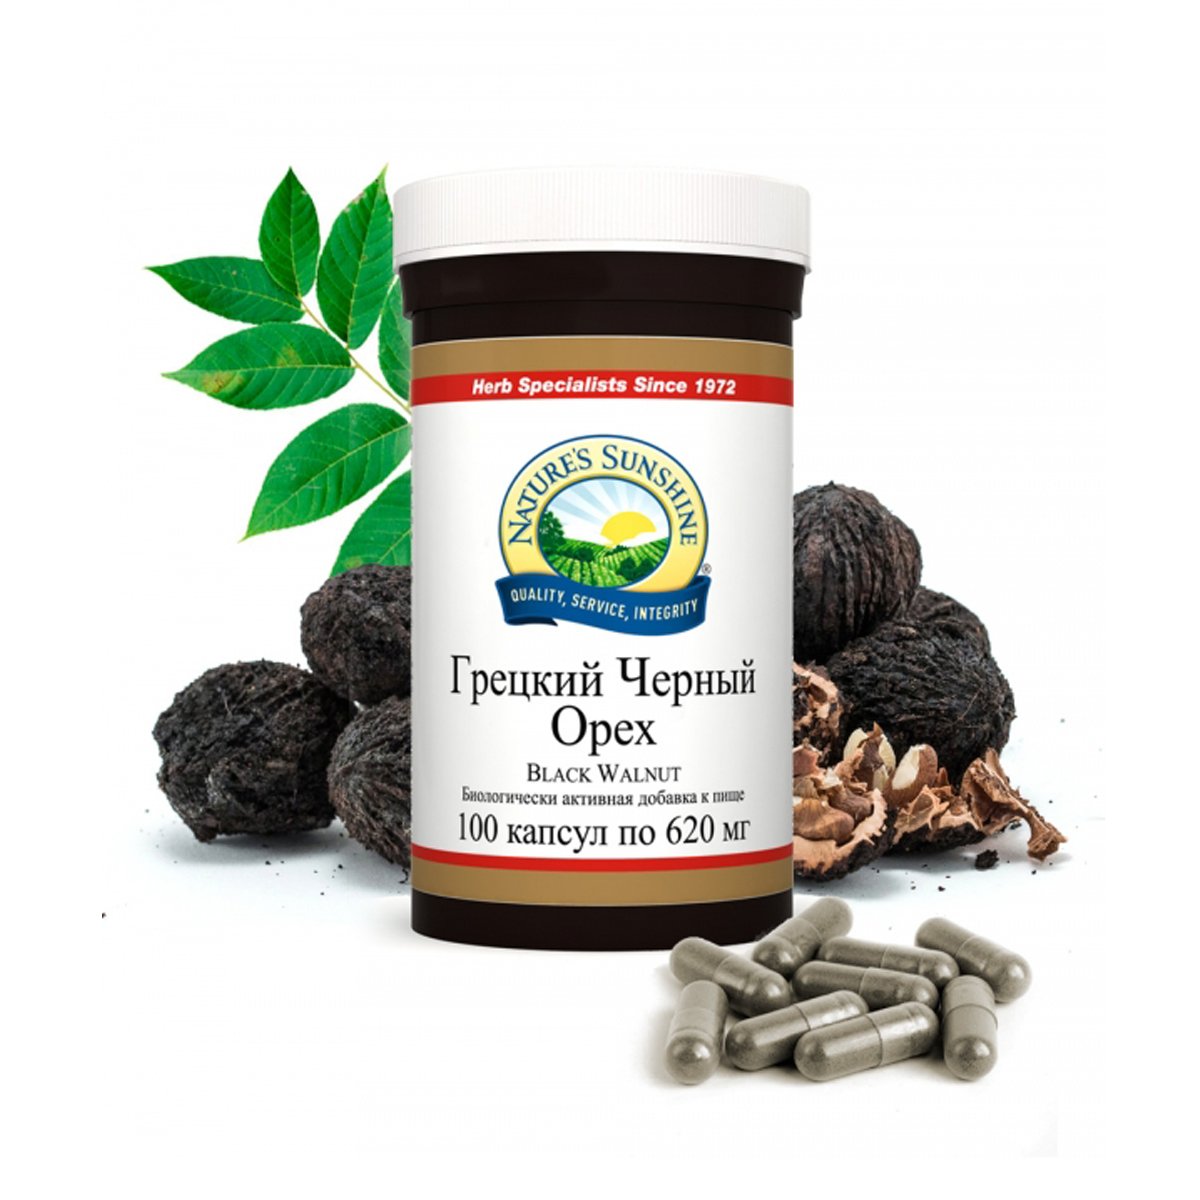 Herb Specialists Since 1972
NATURE'S SUNSHINE
®
QUALITY, SERVICE, INTEGRITY
Грецкий Черный
Орех
BLACK WALNUT
Биологически активная добавка к пище
100 капсул по 620 мг